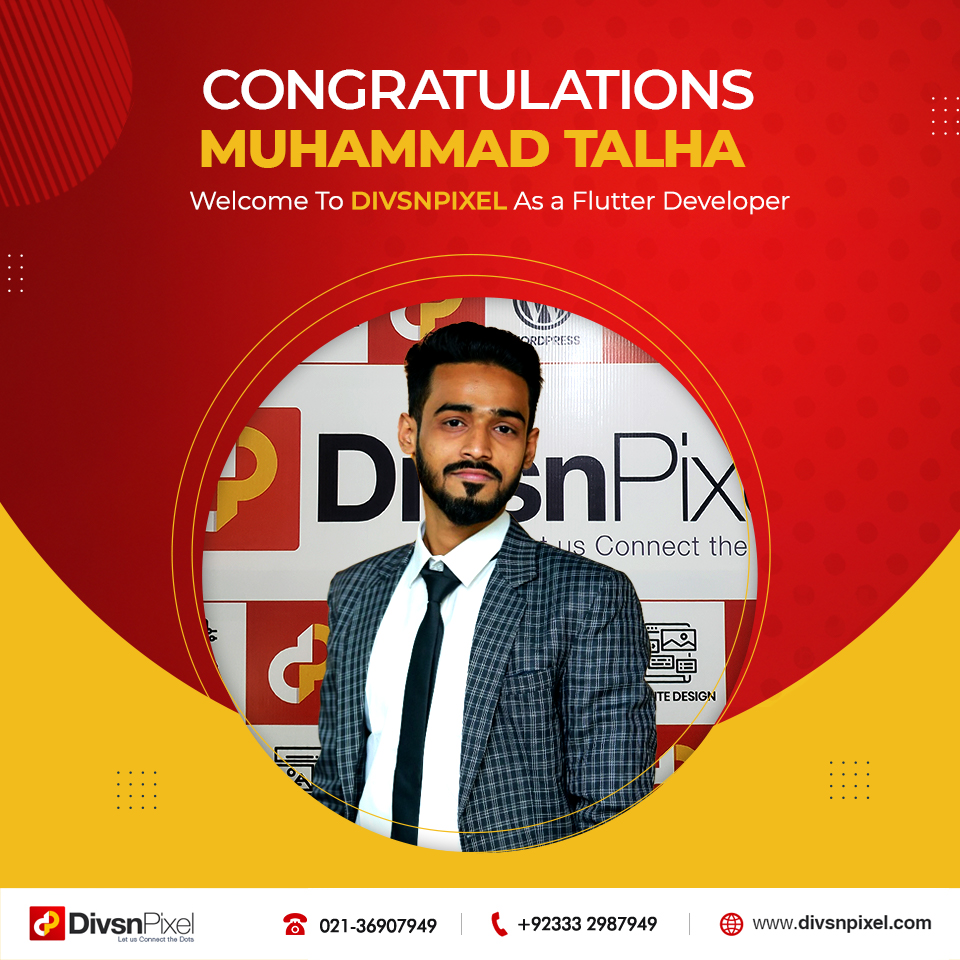 CONGRATULATIONS
MUHAMMAD TALHA
Welcome To DIVSNPIXEL As a Flutter Developer
WORDPRESS
DivsnPix
us Connect the
SITE DESIGN
DivsnPixel
Let us Connect the Dots
021-36907949
+92333 2987949
www.divsnpixel.com